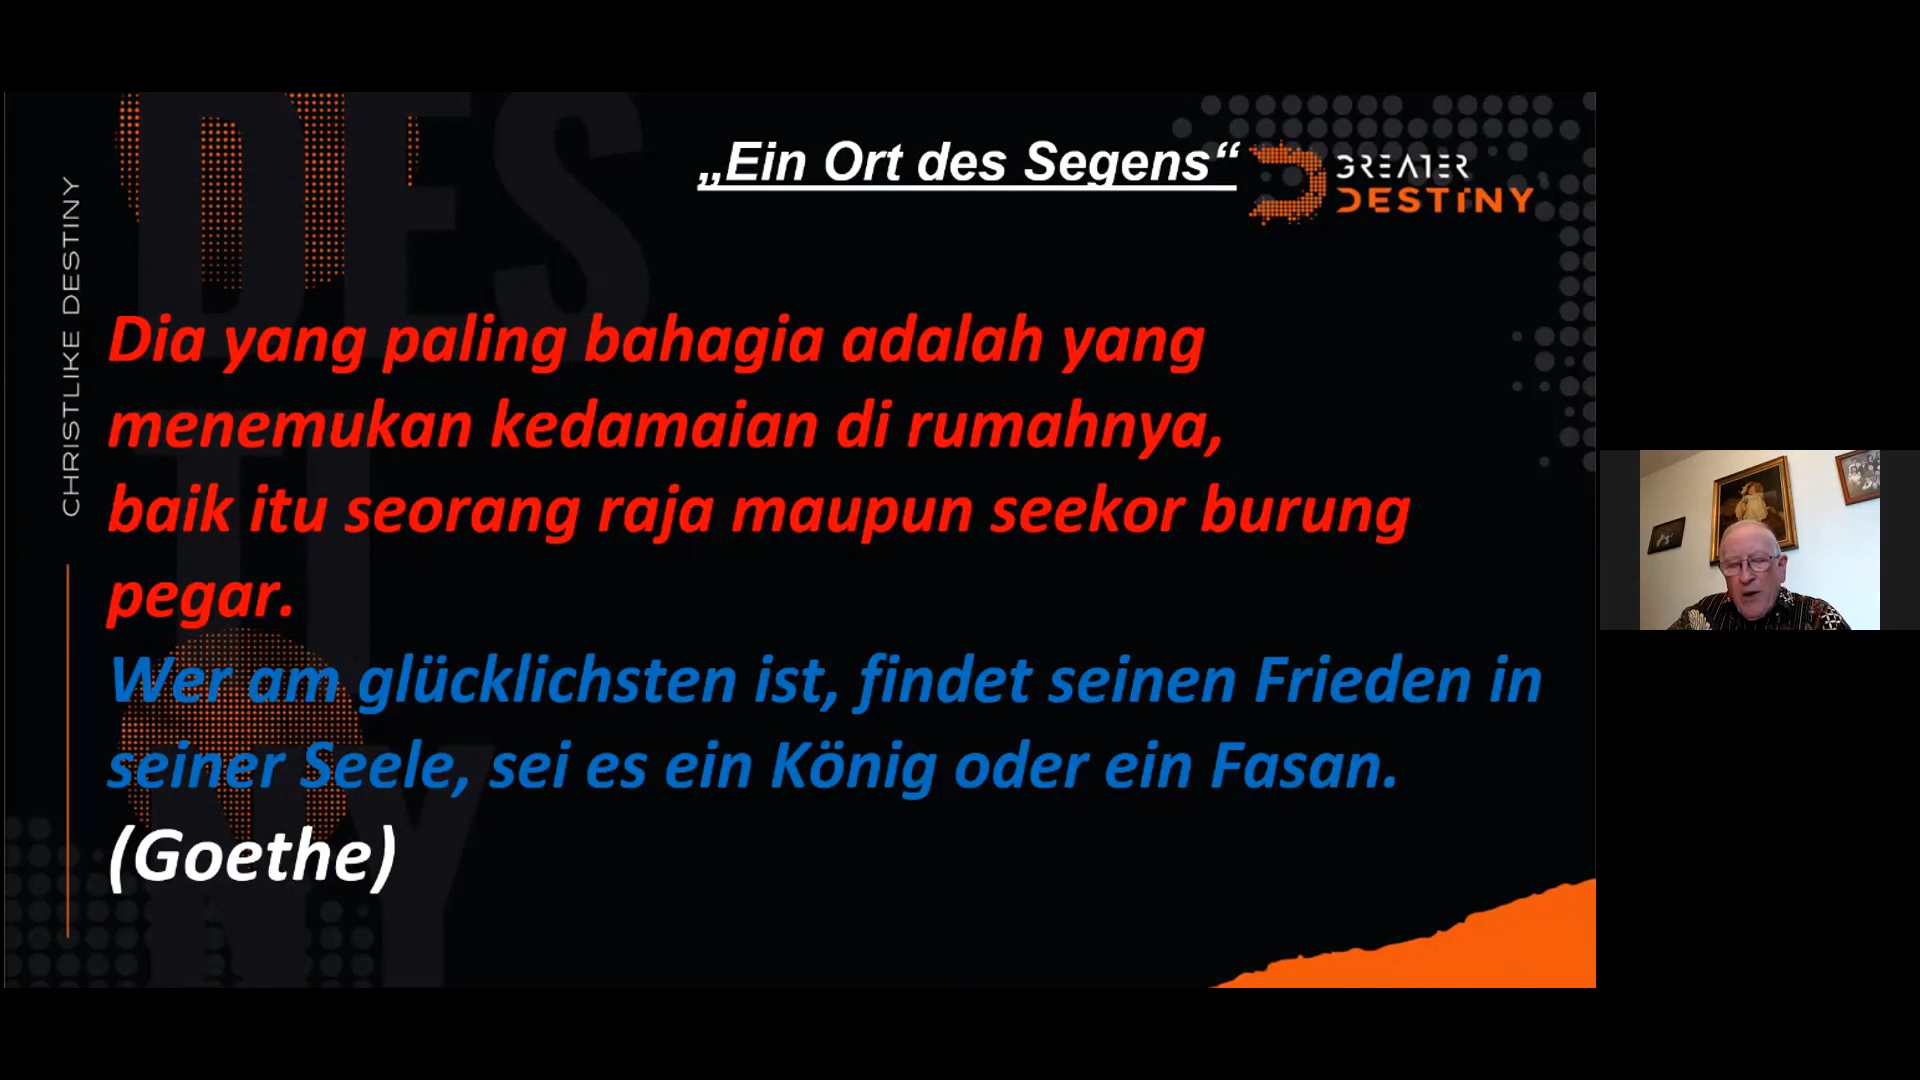 „Ein Ort des Segens“
GREATER
DESTINY
CHRISTLIKE DESTINY
DESTINY
Dia yang paling bahagia adalah yang
menemukan kedamaian di rumahnya,
baik itu seorang raja maupun seekor burung
pegar.
Wer am glücklichsten ist, findet seinen Frieden in
seiner Seele, sei es ein König oder ein Fasan.
(Goethe)